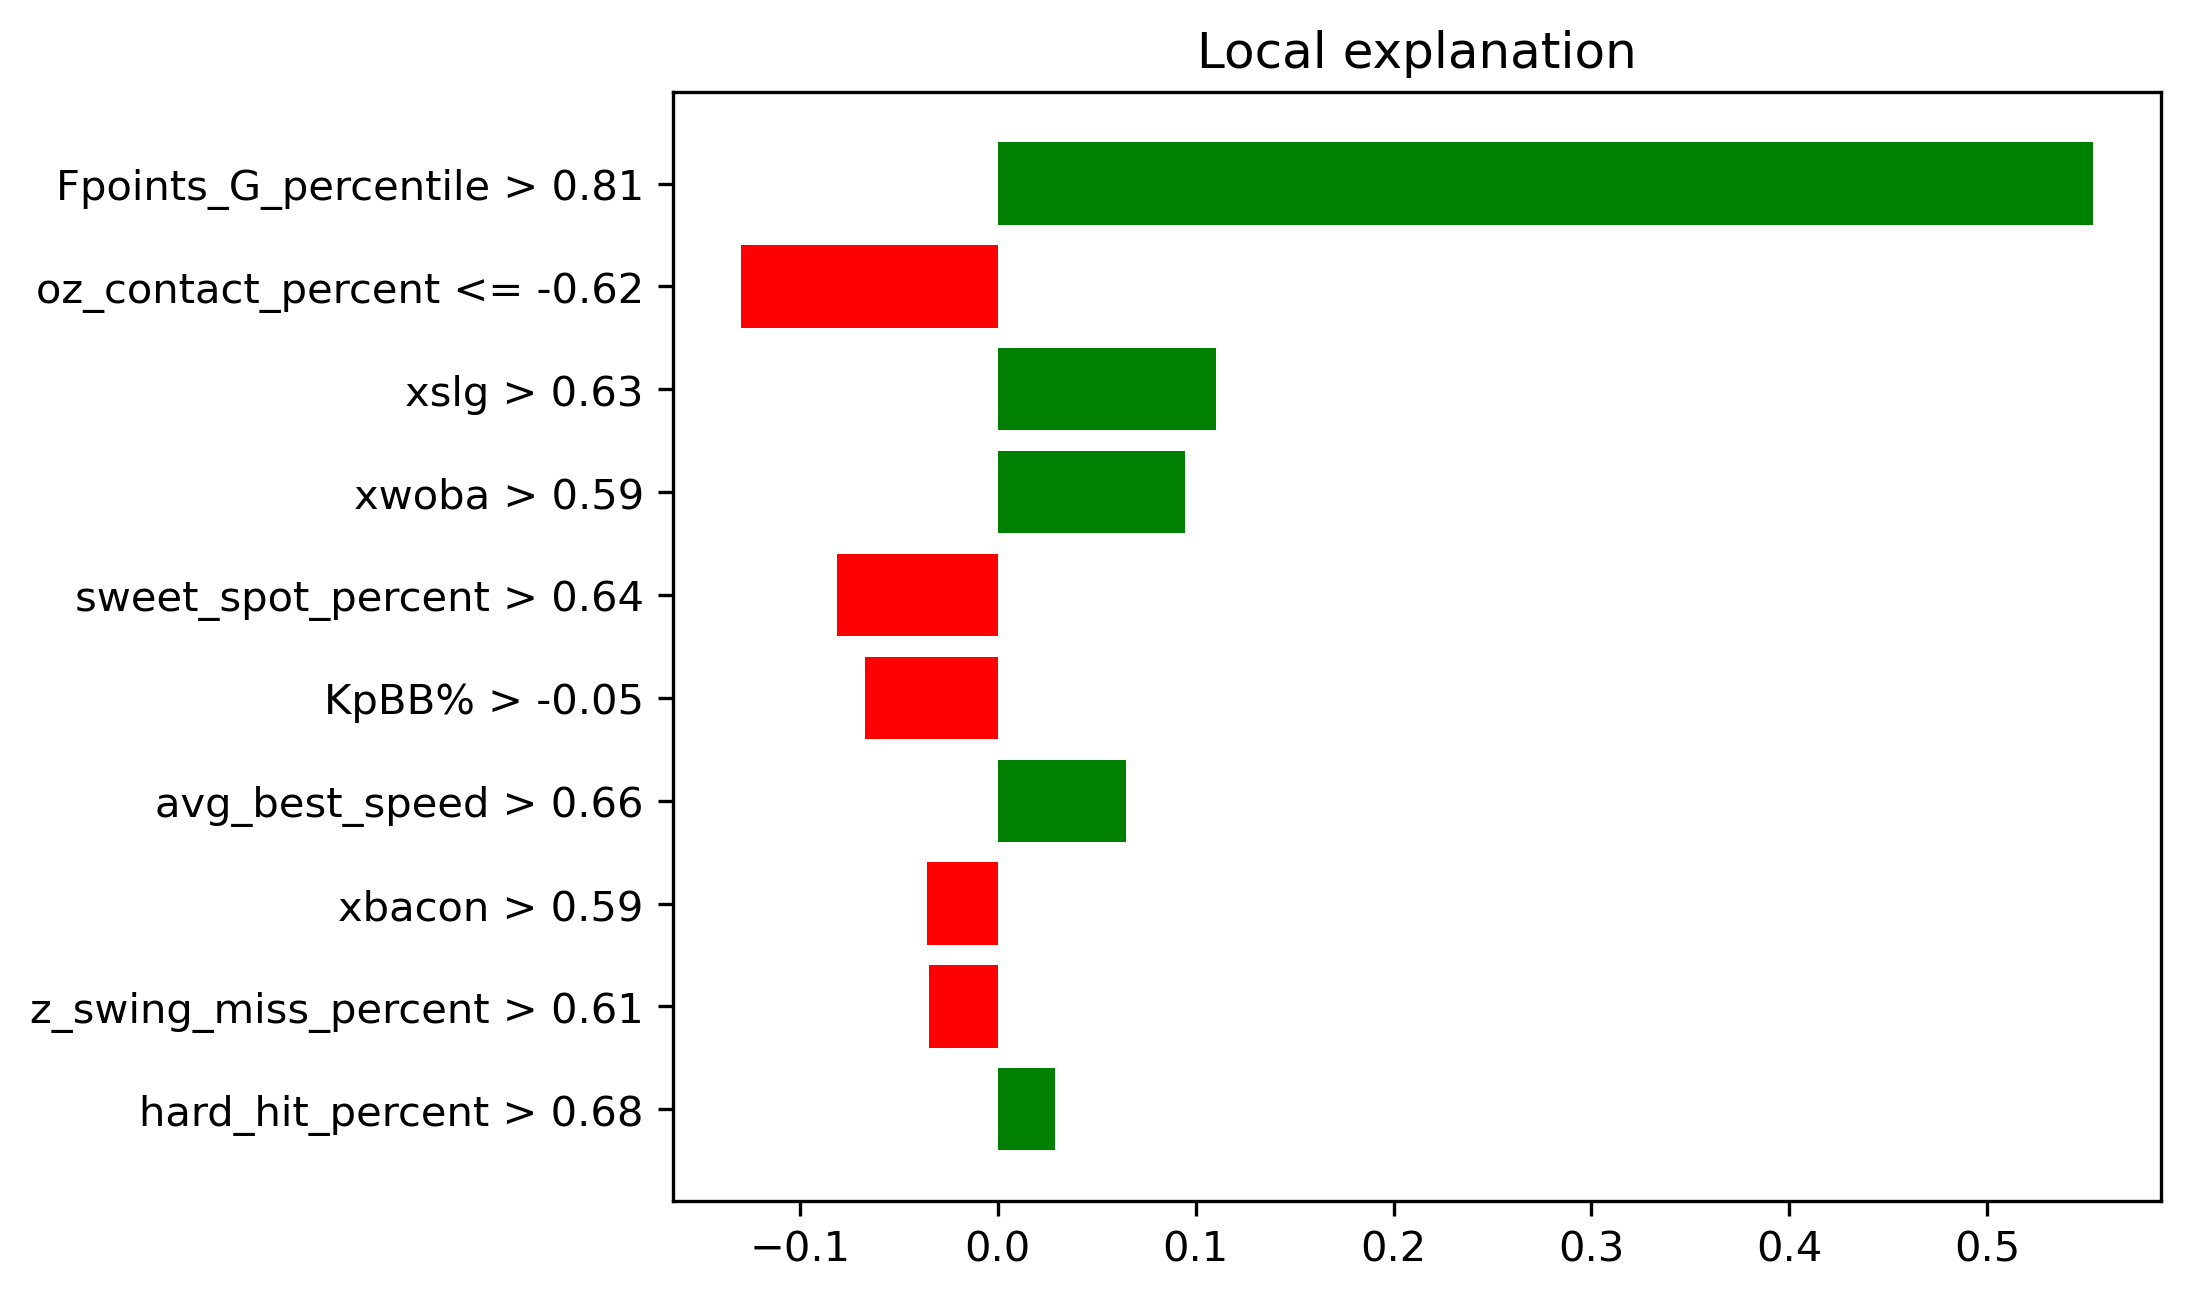 Local explanation
Fpoints_G_percentile > 0.81
oz_contact_percent <= -0.62
xslg > 0.63
xwoba > 0.59
sweet_spot_percent > 0.64
KpBB% > -0.05
avg_best_speed > 0.66
xbacon > 0.59
z_swing_miss_percent > 0.61
hard_hit_percent > 0.68
−0.1 0.0 0.1 0.2 0.3 0.4 0.5